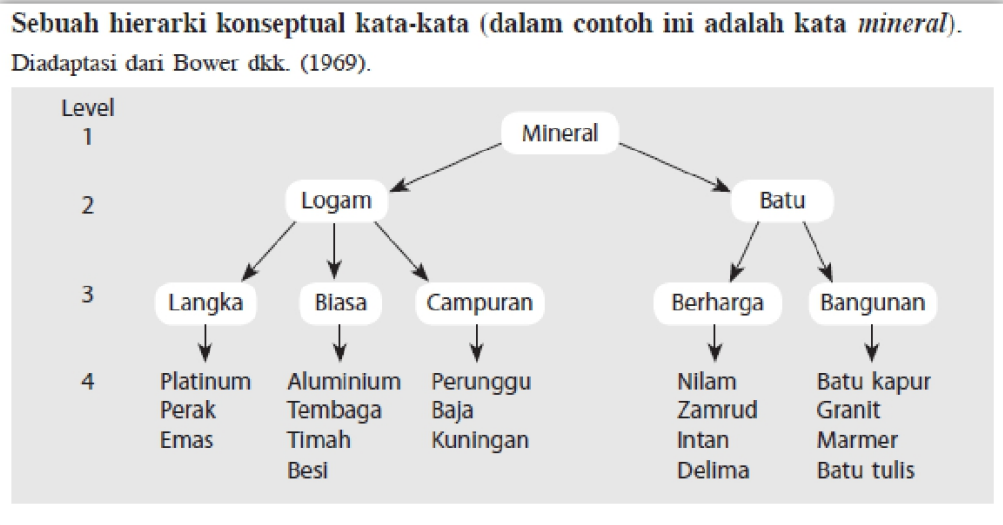 Sebuah hierarki konseptual kata-kata (dalam contoh ini adalah kata mineral).
Diadaptasi dari Bower dkk. (1969).
Level
1 Mineral
2 Logam Batu
3 Langka Biasa Campuran Berharga Bangunan
4 Platinum Aluminium Perunggu Nilam Batu kapur
Perak Tembaga Baja Zamrud Granit
Emas Timah Kuningan Intan Marmer
Besi Delima Batu tulis